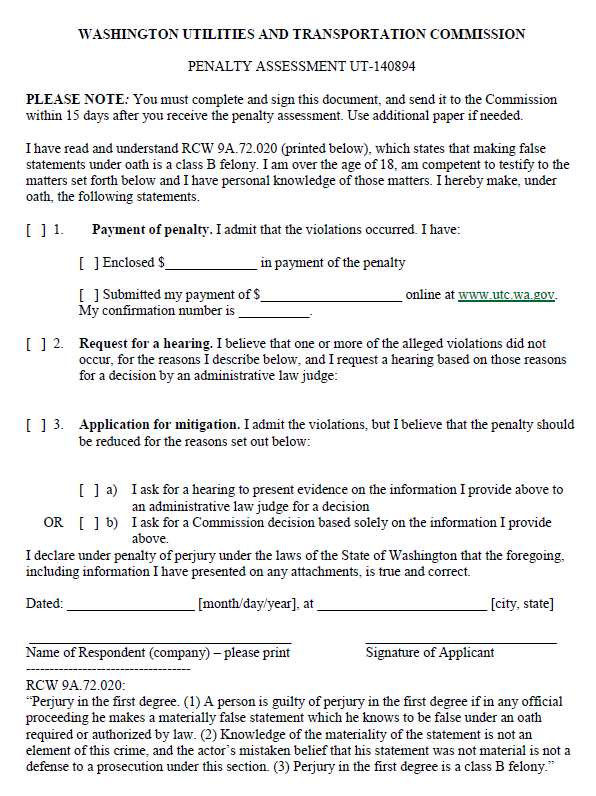 WASHINGTON UTILITIES AND TRANSPORTATION COMMISSION
PENALTY ASSESSMENT UT-140894
PLEASE NOTE: You must complete and sign this document, and send it to the Commission
within 15 days after you receive the penalty assessment. Use additional paper if needed.
I have read and understand RCW 9A.72.020 (printed below), which states that making false
statements under oath is a class B felony. I am over the age of 18, am competent to testify to the
matters set forth below and I have personal knowledge of those matters. I hereby make, under
oath, the following statements.
[ ] 1. Payment of penalty. I admit that the violations occurred. I have:
[ ] Enclosed $______________ in payment of the penalty
[ ] Submitted my payment of $_____________________ online at www.utc.wa.gov.
My confirmation number is ___________.
[ ] 2. Request for a hearing. I believe that one or more of the alleged violations did not
occur, for the reasons I describe below, and I request a hearing based on those reasons
for a decision by an administrative law judge:
[ ] 3. Application for mitigation. I admit the violations, but I believe that the penalty should
be reduced for the reasons set out below:
[ ] a) I ask for a hearing to present evidence on the information I provide above to
an administrative law judge for a decision
OR [ ] b) I ask for a Commission decision based solely on the information I provide
above.
I declare under penalty of perjury under the laws of the State of Washington that the foregoing,
including information I have presented on any attachments, is true and correct.
Dated: ____________________ [month/day/year], at __________________________ [city, state]
_________________________________________ ______________________________
Name of Respondent (company) – please print Signature of Applicant
-----------------------------------
RCW 9A.72.020:
“Perjury in the first degree. (1) A person is guilty of perjury in the first degree if in any official
proceeding he makes a materially false statement which he knows to be false under an oath
required or authorized by law. (2) Knowledge of the materiality of the statement is not an
element of this crime, and the actor’s mistaken belief that his statement was not material is not a
defense to a prosecution under this section. (3) Perjury in the first degree is a class B felony.”